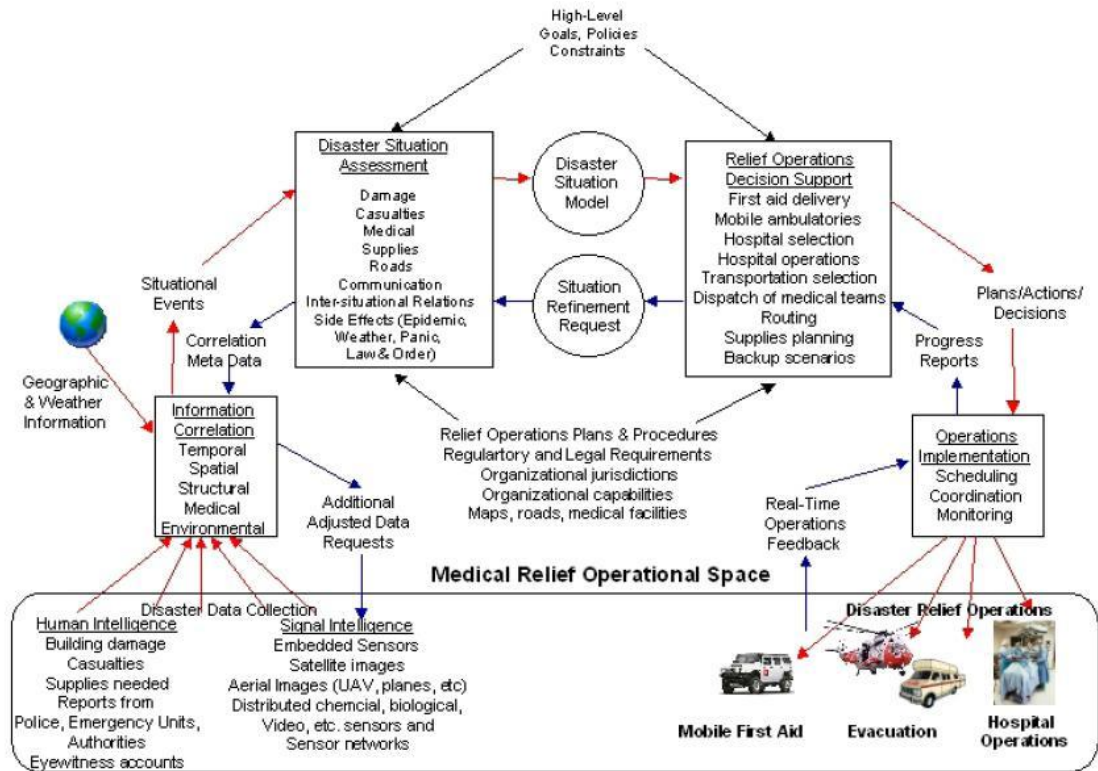 High-Level
Goals, Policies
Constraints
Disaster Situation
Assessment
Damage
Casualties
Medical
Supplies
Roads
Communication
Inter-situational Relations
Side Effects (Epidemic,
Weather, Panic,
Law & Order)
Disaster
Situation
Model
Situation
Refinement
Request
Relief Operations
Decision Support
First aid delivery
Mobile ambulatories
Hospital selection
Hospital operations
Transportation selection
Dispatch of medical teams
Routing
Supplies planning
Backup scenarios
Situational
Events
Correlation
Meta Data
Geographic
& Weather
Information
Plans/Actions/
Decisions
Progress
Reports
Information
Correlation
Temporal
Spatial
Structural
Medical
Environmental
Additional
Adjusted Data
Requests
Relief Operations Plans & Procedures
Regulartory and Legal Requirements
Organizational jurisdictions
Organizational capabilities
Maps, roads, medical facilities
Real-Time
Operations
Feedback
Operations
Implementation
Scheduling
Coordination
Monitoring
Medical Relief Operational Space
Disaster Data Collection
Human Intelligence
Building damage
Casualties
Supplies needed
Reports from
Police, Emergency Units,
Authorities
Eyewitness accounts
Signal Intelligence
Embedded Sensors
Satellite images
Aerial Images (UAV, planes, etc)
Distributed chemcial, biological,
Video, etc. sensors and
Sensor networks
Disaster Relief Operations
Mobile First Aid
Evacuation
Hospital
Operations